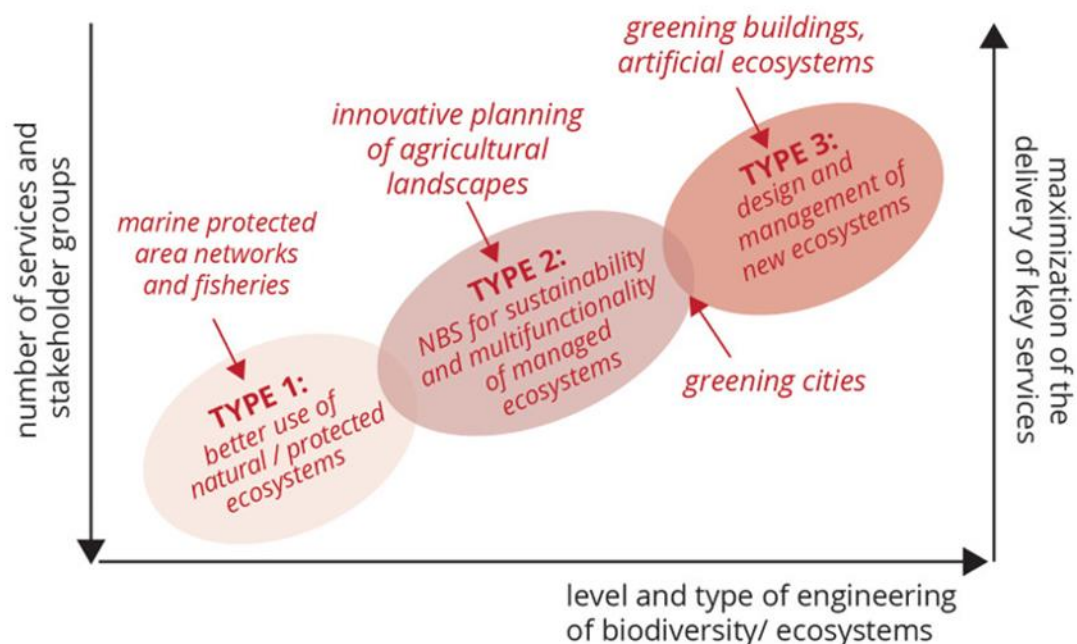 number of services and
stakeholder groups
marine protected
area networks
and fisheries
innovative planning
of agricultural
landscapes
greening buildings,
artificial ecosystems
TYPE 1:
better use of
natural / protected
ecosystems
TYPE 2:
NBS for sustainability
and multifunctionality
of managed
ecosystems
TYPE 3:
design and
management of
new ecosystems
greening cities
maximization of the
delivery of key services
level and type of engineering
of biodiversity/ ecosystems